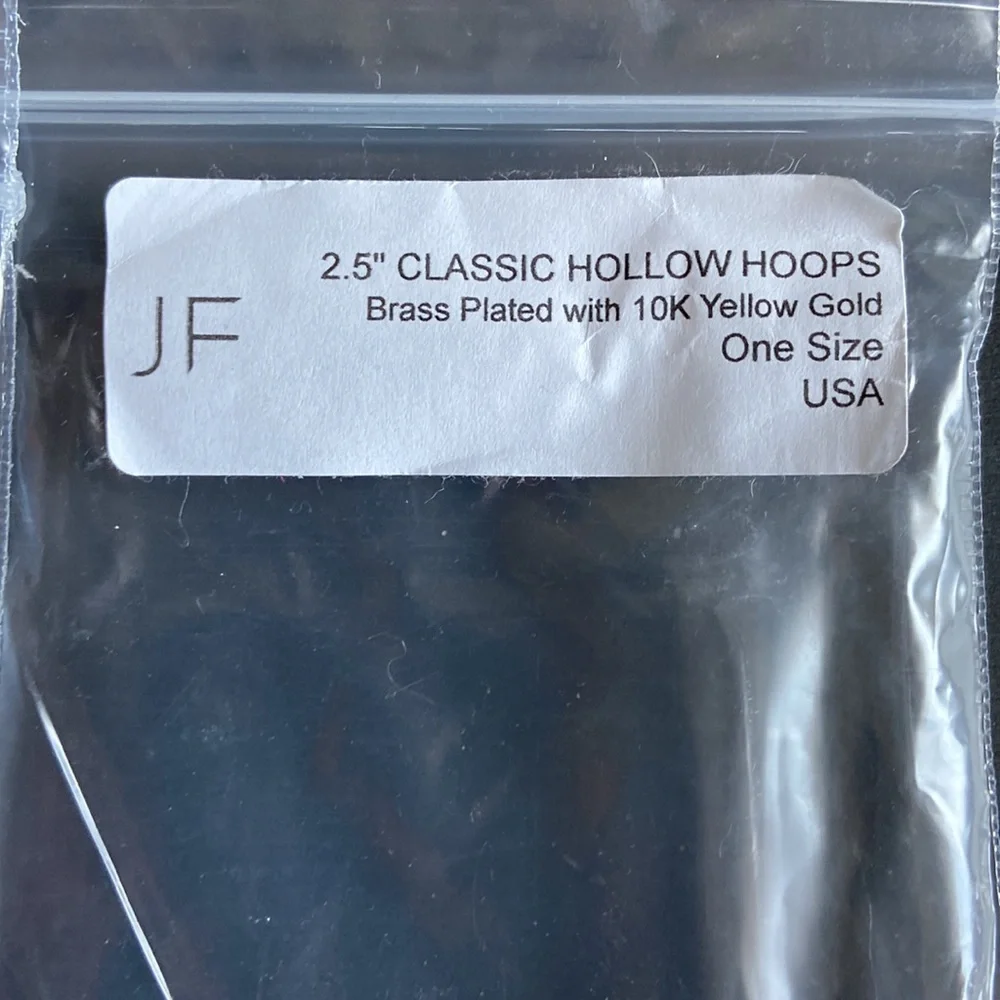 JF
2.5" CLASSIC HOLLOW HOOPS
Brass Plated with 10K Yellow Gold
One Size
USA